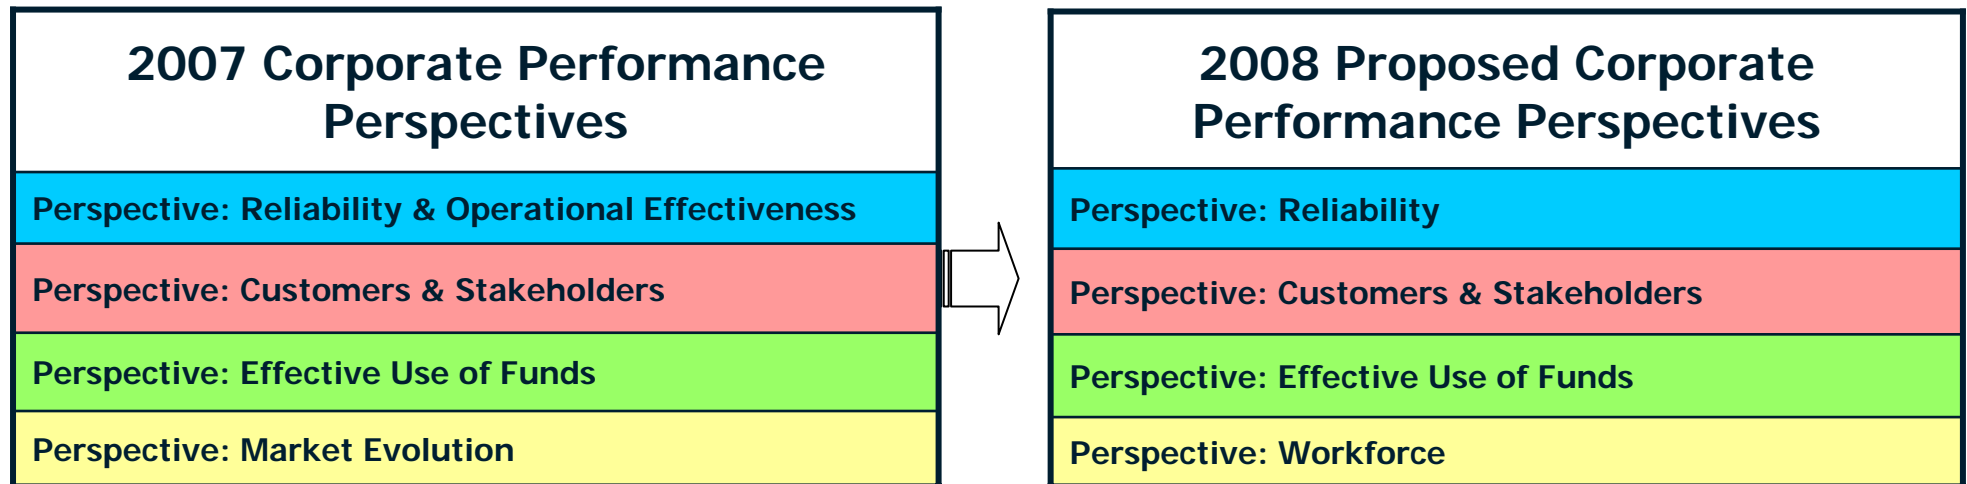 2007 Corporate Performance
Perspectives
Perspective: Reliability & Operational Effectiveness
Perspective: Customers & Stakeholders
Perspective: Effective Use of Funds
Perspective: Market Evolution
2008 Proposed Corporate
Performance Perspectives
Perspective: Reliability
Perspective: Customers & Stakeholders
Perspective: Effective Use of Funds
Perspective: Workforce